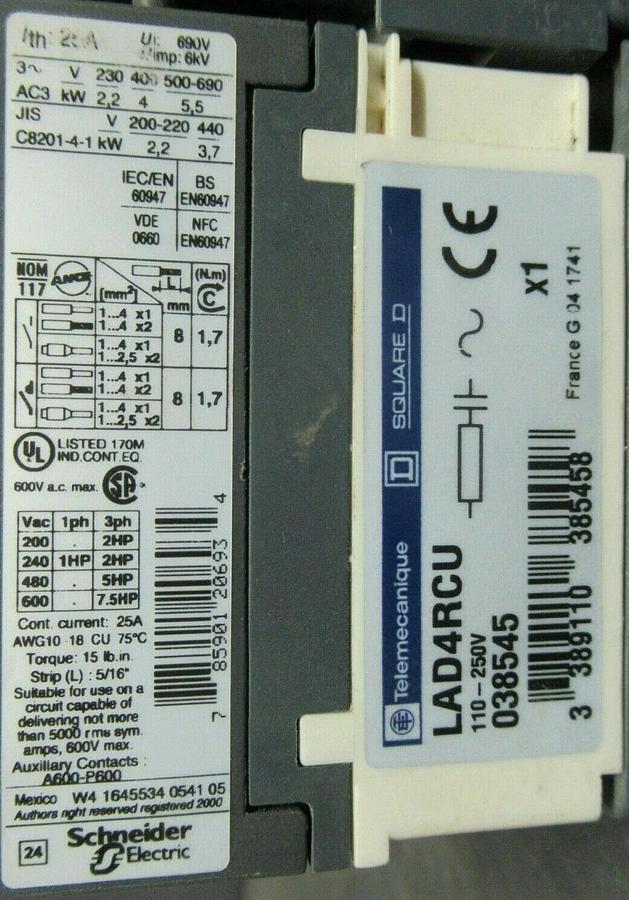 Ith: 25A Ui: 690V
Uimp: 6kV
3~ V 230 400 500-690
AC3 kW 2,2 4 5,5
JIS V 200-220 440
C8201-4-1 kW 2,2 3,7
IEC/EN 60947 BS EN60947
VDE 0660 NFC EN60947
NOM 117 ANCE [mm²] L mm (N.m) C
1...4 x1
1...4 x2
1...4 x1
1...2,5 x2
8 1,7
1...4 x1
1...4 x2
1...4 x1
1...2,5 x2
8 1,7
UL LISTED 170M
IND.CONT.EQ.
600V a.c. max. SA
Vac 1ph 3ph
200 . 2HP
240 1HP 2HP
480 . 5HP
600 . 7.5HP
Cont. current: 25A
AWG10-18 CU 75°C
Torque: 15 lb.in.
Strip (L) : 5/16"
Suitable for use on a
circuit capable of
delivering not more
than 5000 rms sym.
amps, 600V max.
Auxiliary Contacts :
A600-P600
7 85901 20693 4
Mexico W4 1645534 0541 05
Authors right reserved registered 2000
24 Schneider
Electric
Telemecanique D SQUARE D
LAD4RCU
110-250V
038545
CE
x1
France G 04 1741
3 389110 385458